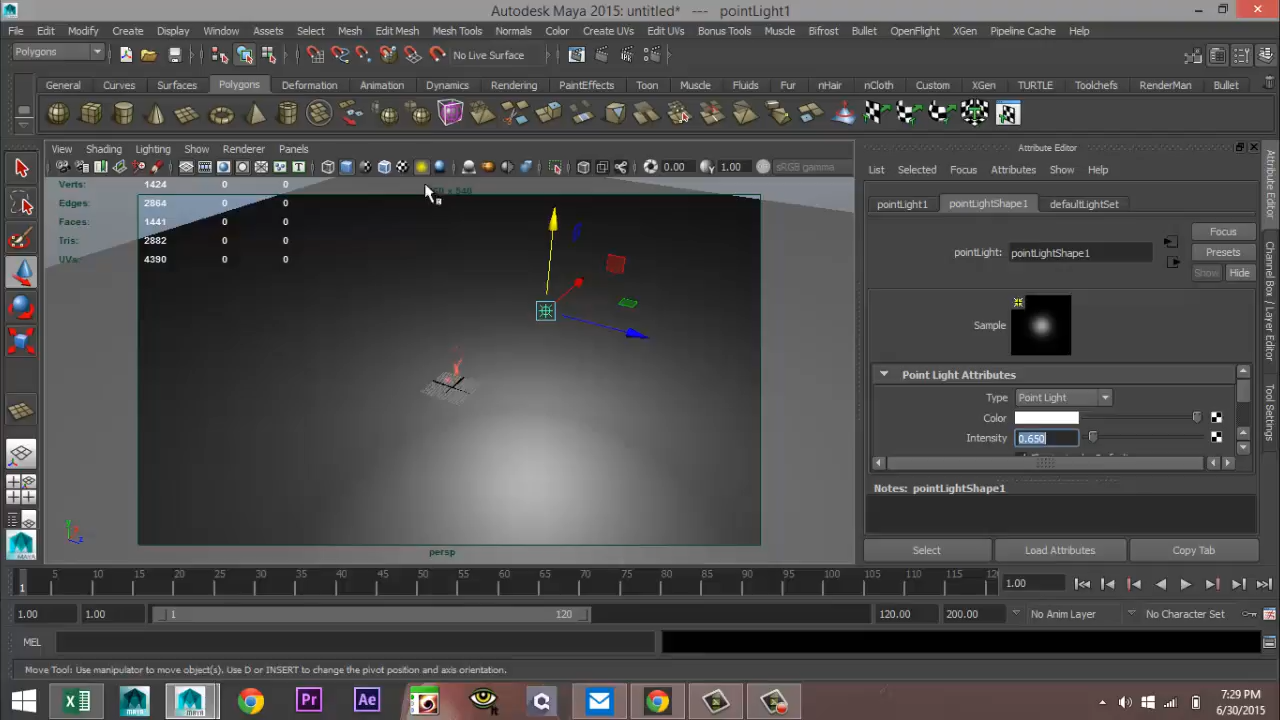 Autodesk Maya 2015: untitled* --- pointLight1
File Edit Modify Create Display Window Assets Select Mesh Edit Mesh Mesh Tools Normals Color Create UVs Edit UVs Bonus Tools Muscle Bifrost Bullet OpenFlight XGen Pipeline Cache Help
Polygons No Live Surface
General Curves Surfaces Polygons Deformation Animation Dynamics Rendering PaintEffects Toon Muscle Fluids Fur nHair nCloth Custom XGen TURTLE Toolchefs RenderMan Bullet
View Shading Lighting Show Renderer Panels
0.00 1.00 sRGB gamma
Verts: 1424 0 0
Edges: 2864 0 0
Faces: 1441 0 0
Tris: 2882 0 0
UVs: 4390 0 0
persp
Attribute Editor
List Selected Focus Attributes Show Help
pointLight1 pointLightShape1 defaultLightSet
Focus
pointLight: pointLightShape1 Presets
Show Hide
Sample
Point Light Attributes
Type Point Light
Color
Intensity 0.650
Notes: pointLightShape1
Select Load Attributes Copy Tab
Attribute Editor
Channel Box / Layer Editor
Tool Settings
1 5 10 15 20 25 30 35 40 45 50 55 60 65 70 75 80 85 90 95 100 105 110 115 120 1.00
1.00 1.00 1 120 120.00 200.00 No Anim Layer No Character Set
MEL
Move Tool: Use manipulator to move object(s). Use D or INSERT to change the pivot position and axis orientation.
MAYA MAYA Pr Ae
7:29 PM
6/30/2015